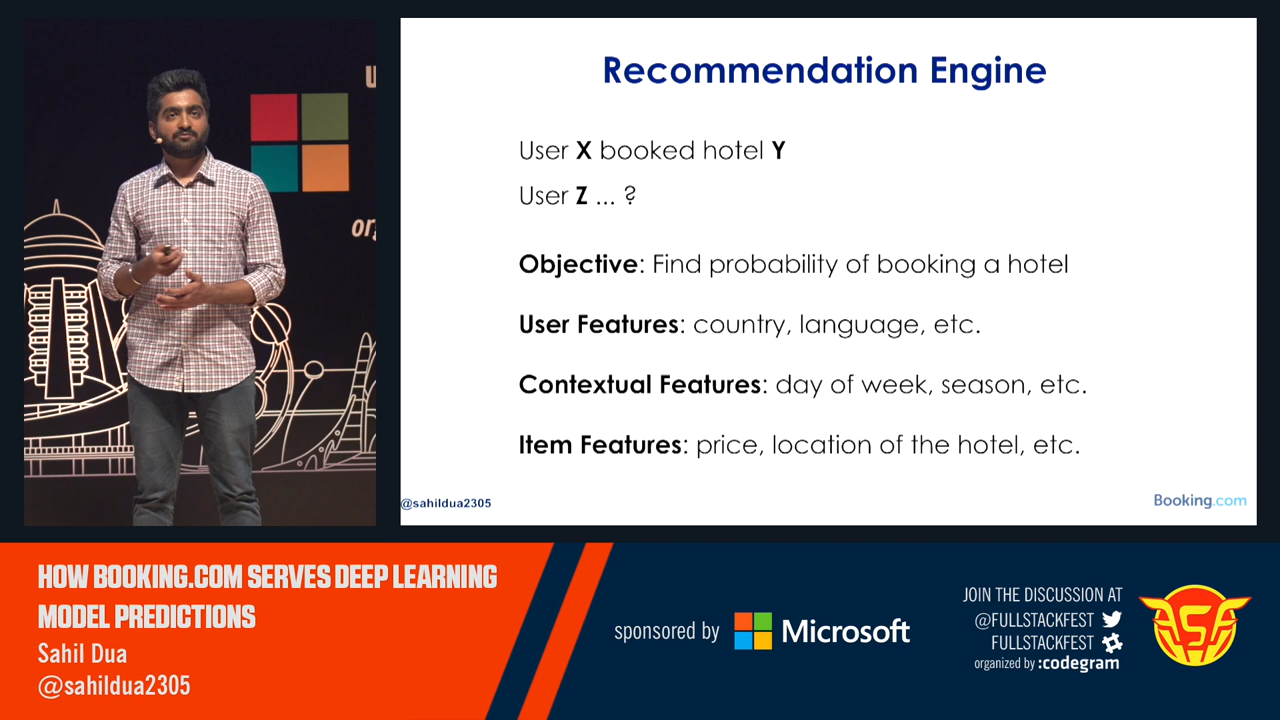 Recommendation Engine
User X booked hotel Y
User Z ... ?
Objective: Find probability of booking a hotel
User Features: country, language, etc.
Contextual Features: day of week, season, etc.
Item Features: price, location of the hotel, etc.
@sahildua2305
Booking.com
HOW BOOKING.COM SERVES DEEP LEARNING
MODEL PREDICTIONS
Sahil Dua
@sahildua2305
sponsored by Microsoft
JOIN THE DISCUSSION AT
@FULLSTACKFEST
FULLSTACKFEST
organized by :codegram